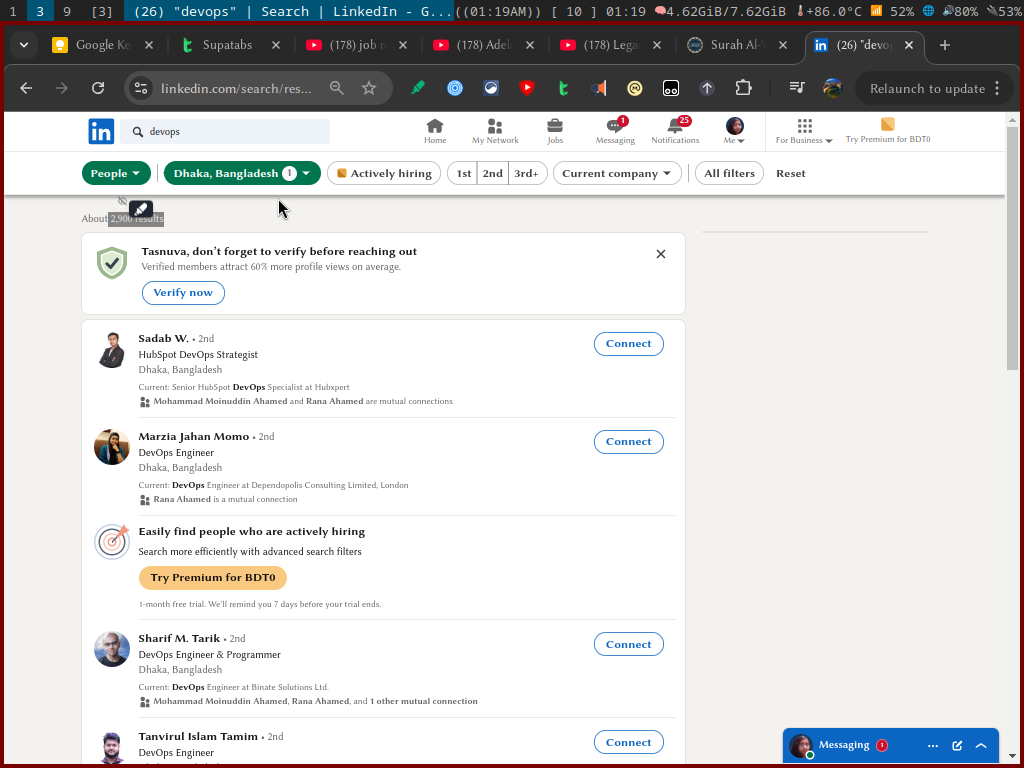 1 3 9 [3] (26) "devops" | Search | LinkedIn - G...((01:19AM)) [ 10 ] 01:19 4.62GiB/7.62GiB +86.0°C 52% 80% 53%
Google Ke × Supatabs × (178) job × (178) Adel × (178) Lega × Surah Al- × (26) "devo × +
linkedin.com/search/res... Relaunch to update
in devops Home My Network Jobs 1 Messaging 25 Notifications Me For Business Try Premium for BDT0
People Dhaka, Bangladesh 1 Actively hiring 1st 2nd 3rd+ Current company All filters Reset
About 2,900 results
Tasnuva, don't forget to verify before reaching out
Verified members attract 60% more profile views on average.
Verify now
Sadab W. • 2nd
Connect
HubSpot DevOps Strategist
Dhaka, Bangladesh
Current: Senior HubSpot DevOps Specialist at Hubxpert
Mohammad Moinuddin Ahamed and Rana Ahamed are mutual connections
Marzia Jahan Momo • 2nd
Connect
DevOps Engineer
Dhaka, Bangladesh
Current: DevOps Engineer at Dependopolis Consulting Limited, London
Rana Ahamed is a mutual connection
Easily find people who are actively hiring
Search more efficiently with advanced search filters
Try Premium for BDT0
1-month free trial. We'll remind you 7 days before your trial ends.
Sharif M. Tarik • 2nd
Connect
DevOps Engineer & Programmer
Dhaka, Bangladesh
Current: DevOps Engineer at Binate Solutions Ltd.
Mohammad Moinuddin Ahamed, Rana Ahamed, and 1 other mutual connection
Tanvirul Islam Tamim • 2nd
Connect
DevOps Engineer
Messaging 1